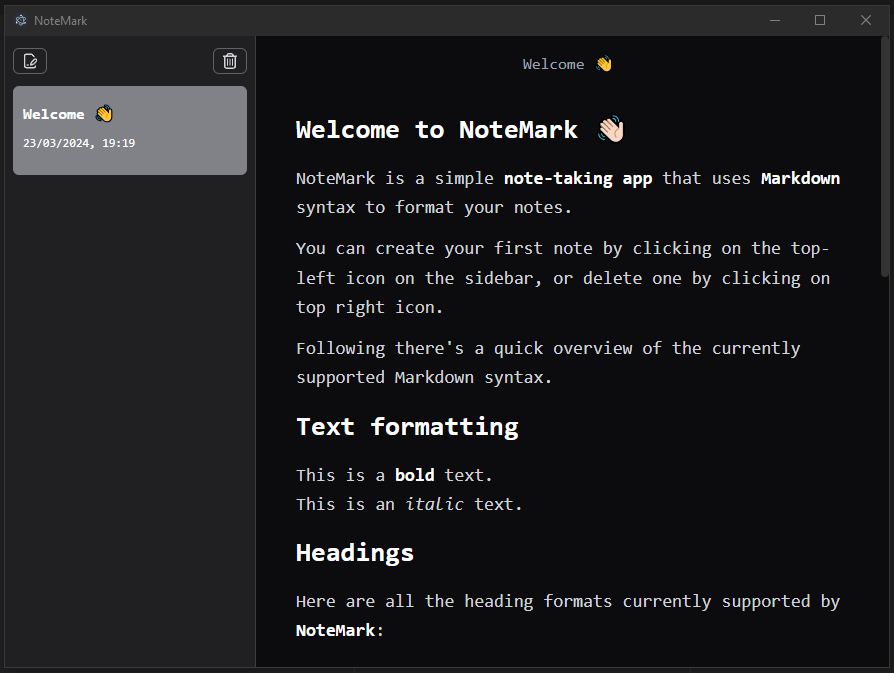 NoteMark
Welcome 👋
23/03/2024, 19:19
Welcome 👋
Welcome to NoteMark 👋🏻
NoteMark is a simple note-taking app that uses Markdown
syntax to format your notes.
You can create your first note by clicking on the top-
left icon on the sidebar, or delete one by clicking on
top right icon.
Following there's a quick overview of the currently
supported Markdown syntax.
Text formatting
This is a bold text.
This is an italic text.
Headings
Here are all the heading formats currently supported by
NoteMark: